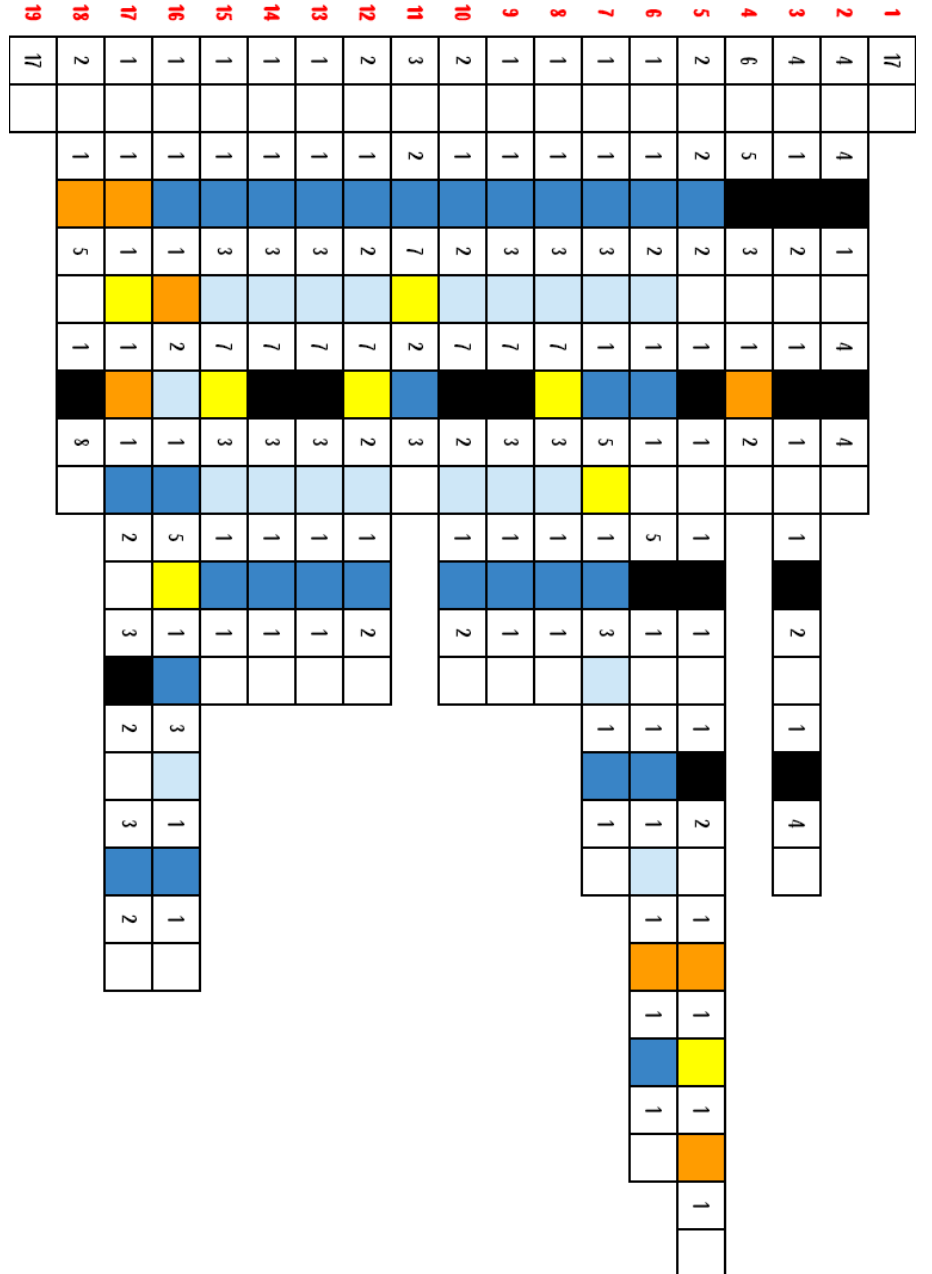 1 17
2 4 4 1 4 4
3 4 1 2 1 1 1 2 1 4
4 6 5 3 1 2
5 2 2 2 1 1 1 1 1 2 1 1 1 1
6 1 1 2 1 1 5 1 1 1 1 1 1
7 1 1 3 1 5 1 3 1 1
8 1 1 3 7 3 1 1
9 1 1 3 7 3 1 1
10 2 1 2 7 2 1 2
11 3 2 7 2 3
12 2 1 2 7 2 1 2
13 1 1 3 7 3 1 1
14 1 1 3 7 3 1 1
15 1 1 3 7 3 1 1
16 1 1 1 2 1 5 1 3 1 1
17 1 1 1 1 1 2 3 2 3 2
18 2 1 5 1 8
19 17